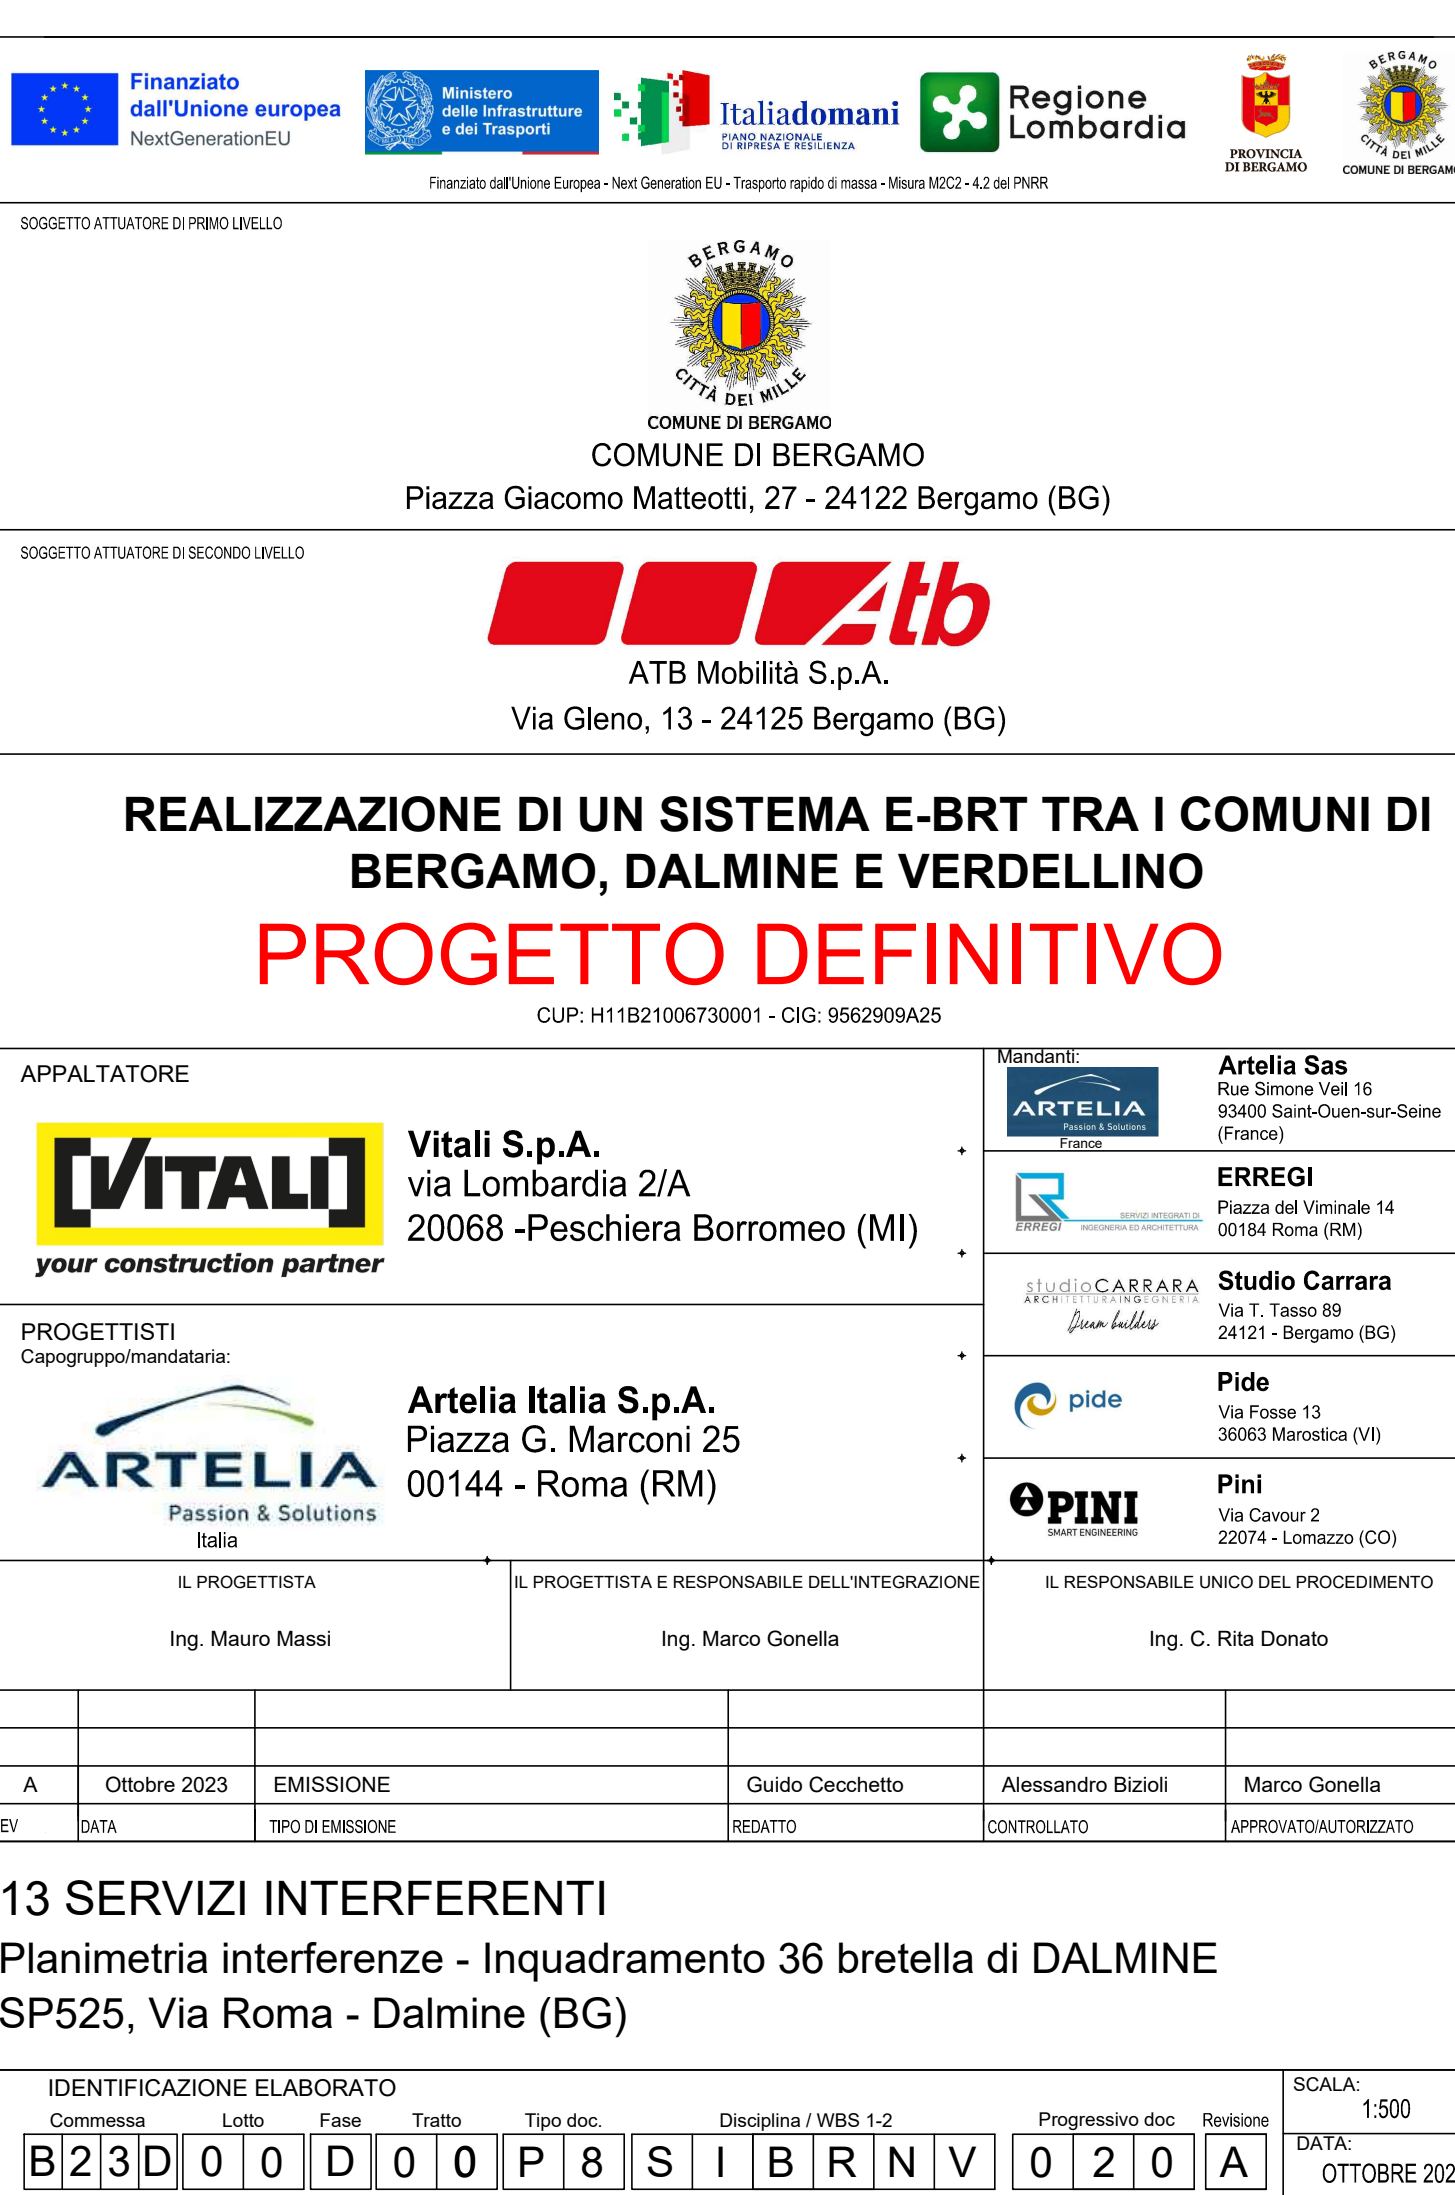 Finanziato
dall'Unione europea
NextGenerationEU
Ministero
delle Infrastrutture
e dei Trasporti
Italiadomani
PIANO NAZIONALE
DI RIPRESA E RESILIENZA
Regione
Lombardia
PROVINCIA
DI BERGAMO
BERGAMO
CITTÀ DEI MILLE
COMUNE DI BERGAMO
Finanziato dall'Unione Europea - Next Generation EU - Trasporto rapido di massa - Misura M2C2 - 4.2 del PNRR
SOGGETTO ATTUATORE DI PRIMO LIVELLO
BERGAMO
CITTÀ DEI MILLE
COMUNE DI BERGAMO
COMUNE DI BERGAMO
Piazza Giacomo Matteotti, 27 - 24122 Bergamo (BG)
SOGGETTO ATTUATORE DI SECONDO LIVELLO
Atb
ATB Mobilità S.p.A.
Via Gleno, 13 - 24125 Bergamo (BG)
REALIZZAZIONE DI UN SISTEMA E-BRT TRA I COMUNI DI
BERGAMO, DALMINE E VERDELLINO
PROGETTO DEFINITIVO
CUP: H11B21006730001 - CIG: 9562909A25
APPALTATORE
VITALI
your construction partner
Vitali S.p.A.
via Lombardia 2/A
20068 -Peschiera Borromeo (MI)
PROGETTISTI
Capogruppo/mandataria:
ARTELIA
Passion & Solutions
Italia
Artelia Italia S.p.A.
Piazza G. Marconi 25
00144 - Roma (RM)
Mandanti:
ARTELIA
Passion & Solutions
France
Artelia Sas
Rue Simone Veil 16
93400 Saint-Ouen-sur-Seine
(France)
ERREGI
SERVIZI INTEGRATI DI
INGEGNERIA ED ARCHITETTURA
ERREGI
Piazza del Viminale 14
00184 Roma (RM)
studioCARRARA
ARCHITETTURAINGEGNERIA
Dream builders
Studio Carrara
Via T. Tasso 89
24121 - Bergamo (BG)
pide
Pide
Via Fosse 13
36063 Marostica (VI)
PINI
SMART ENGINEERING
Pini
Via Cavour 2
22074 - Lomazzo (CO)
IL PROGETTISTA
Ing. Mauro Massi
IL PROGETTISTA E RESPONSABILE DELL'INTEGRAZIONE
Ing. Marco Gonella
IL RESPONSABILE UNICO DEL PROCEDIMENTO
Ing. C. Rita Donato
A Ottobre 2023 EMISSIONE Guido Cecchetto Alessandro Bizioli Marco Gonella
EV DATA TIPO DI EMISSIONE REDATTO CONTROLLATO APPROVATO/AUTORIZZATO
13 SERVIZI INTERFERENTI
Planimetria interferenze - Inquadramento 36 bretella di DALMINE
SP525, Via Roma - Dalmine (BG)
IDENTIFICAZIONE ELABORATO
Commessa Lotto Fase Tratto Tipo doc. Disciplina / WBS 1-2 Progressivo doc Revisione
B 2 3 D 0 0 D 0 0 P 8 S I B R N V 0 2 0 A
SCALA:
1:500
DATA:
OTTOBRE 202